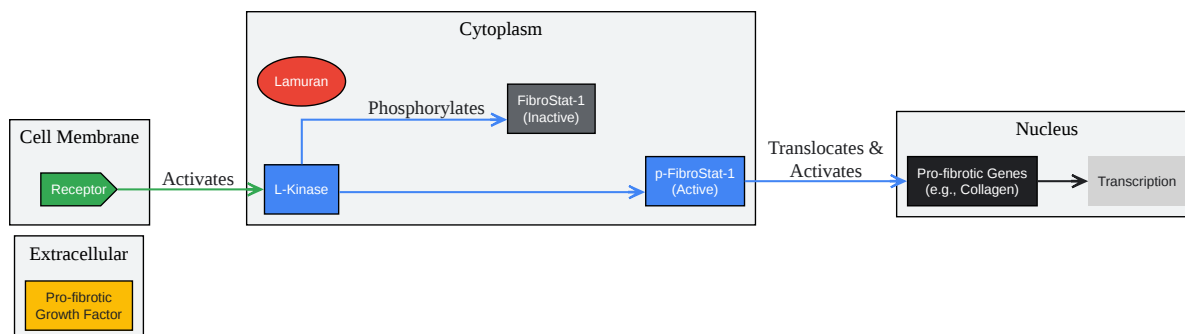 Cytoplasm
Lamuran
Phosphorylates
FibroStat-1
(Inactive)
Cell Membrane
Receptor
Activates
L-Kinase
p-FibroStat-1
(Active)
Translocates &
Activates
Nucleus
Pro-fibrotic Genes
(e.g., Collagen)
Transcription
Extracellular
Pro-fibrotic
Growth Factor